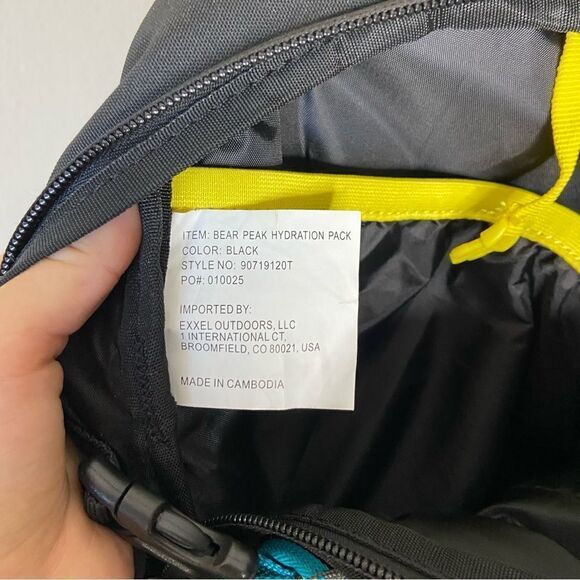 ITEM: BEAR PEAK HYDRATION PACK
COLOR: BLACK
STYLE NO: 90719120T
PO#: 010025
IMPORTED BY:
EXXEL OUTDOORS, LLC
1 INTERNATIONAL CT,
BROOMFIELD, CO 80021, USA
MADE IN CAMBODIA